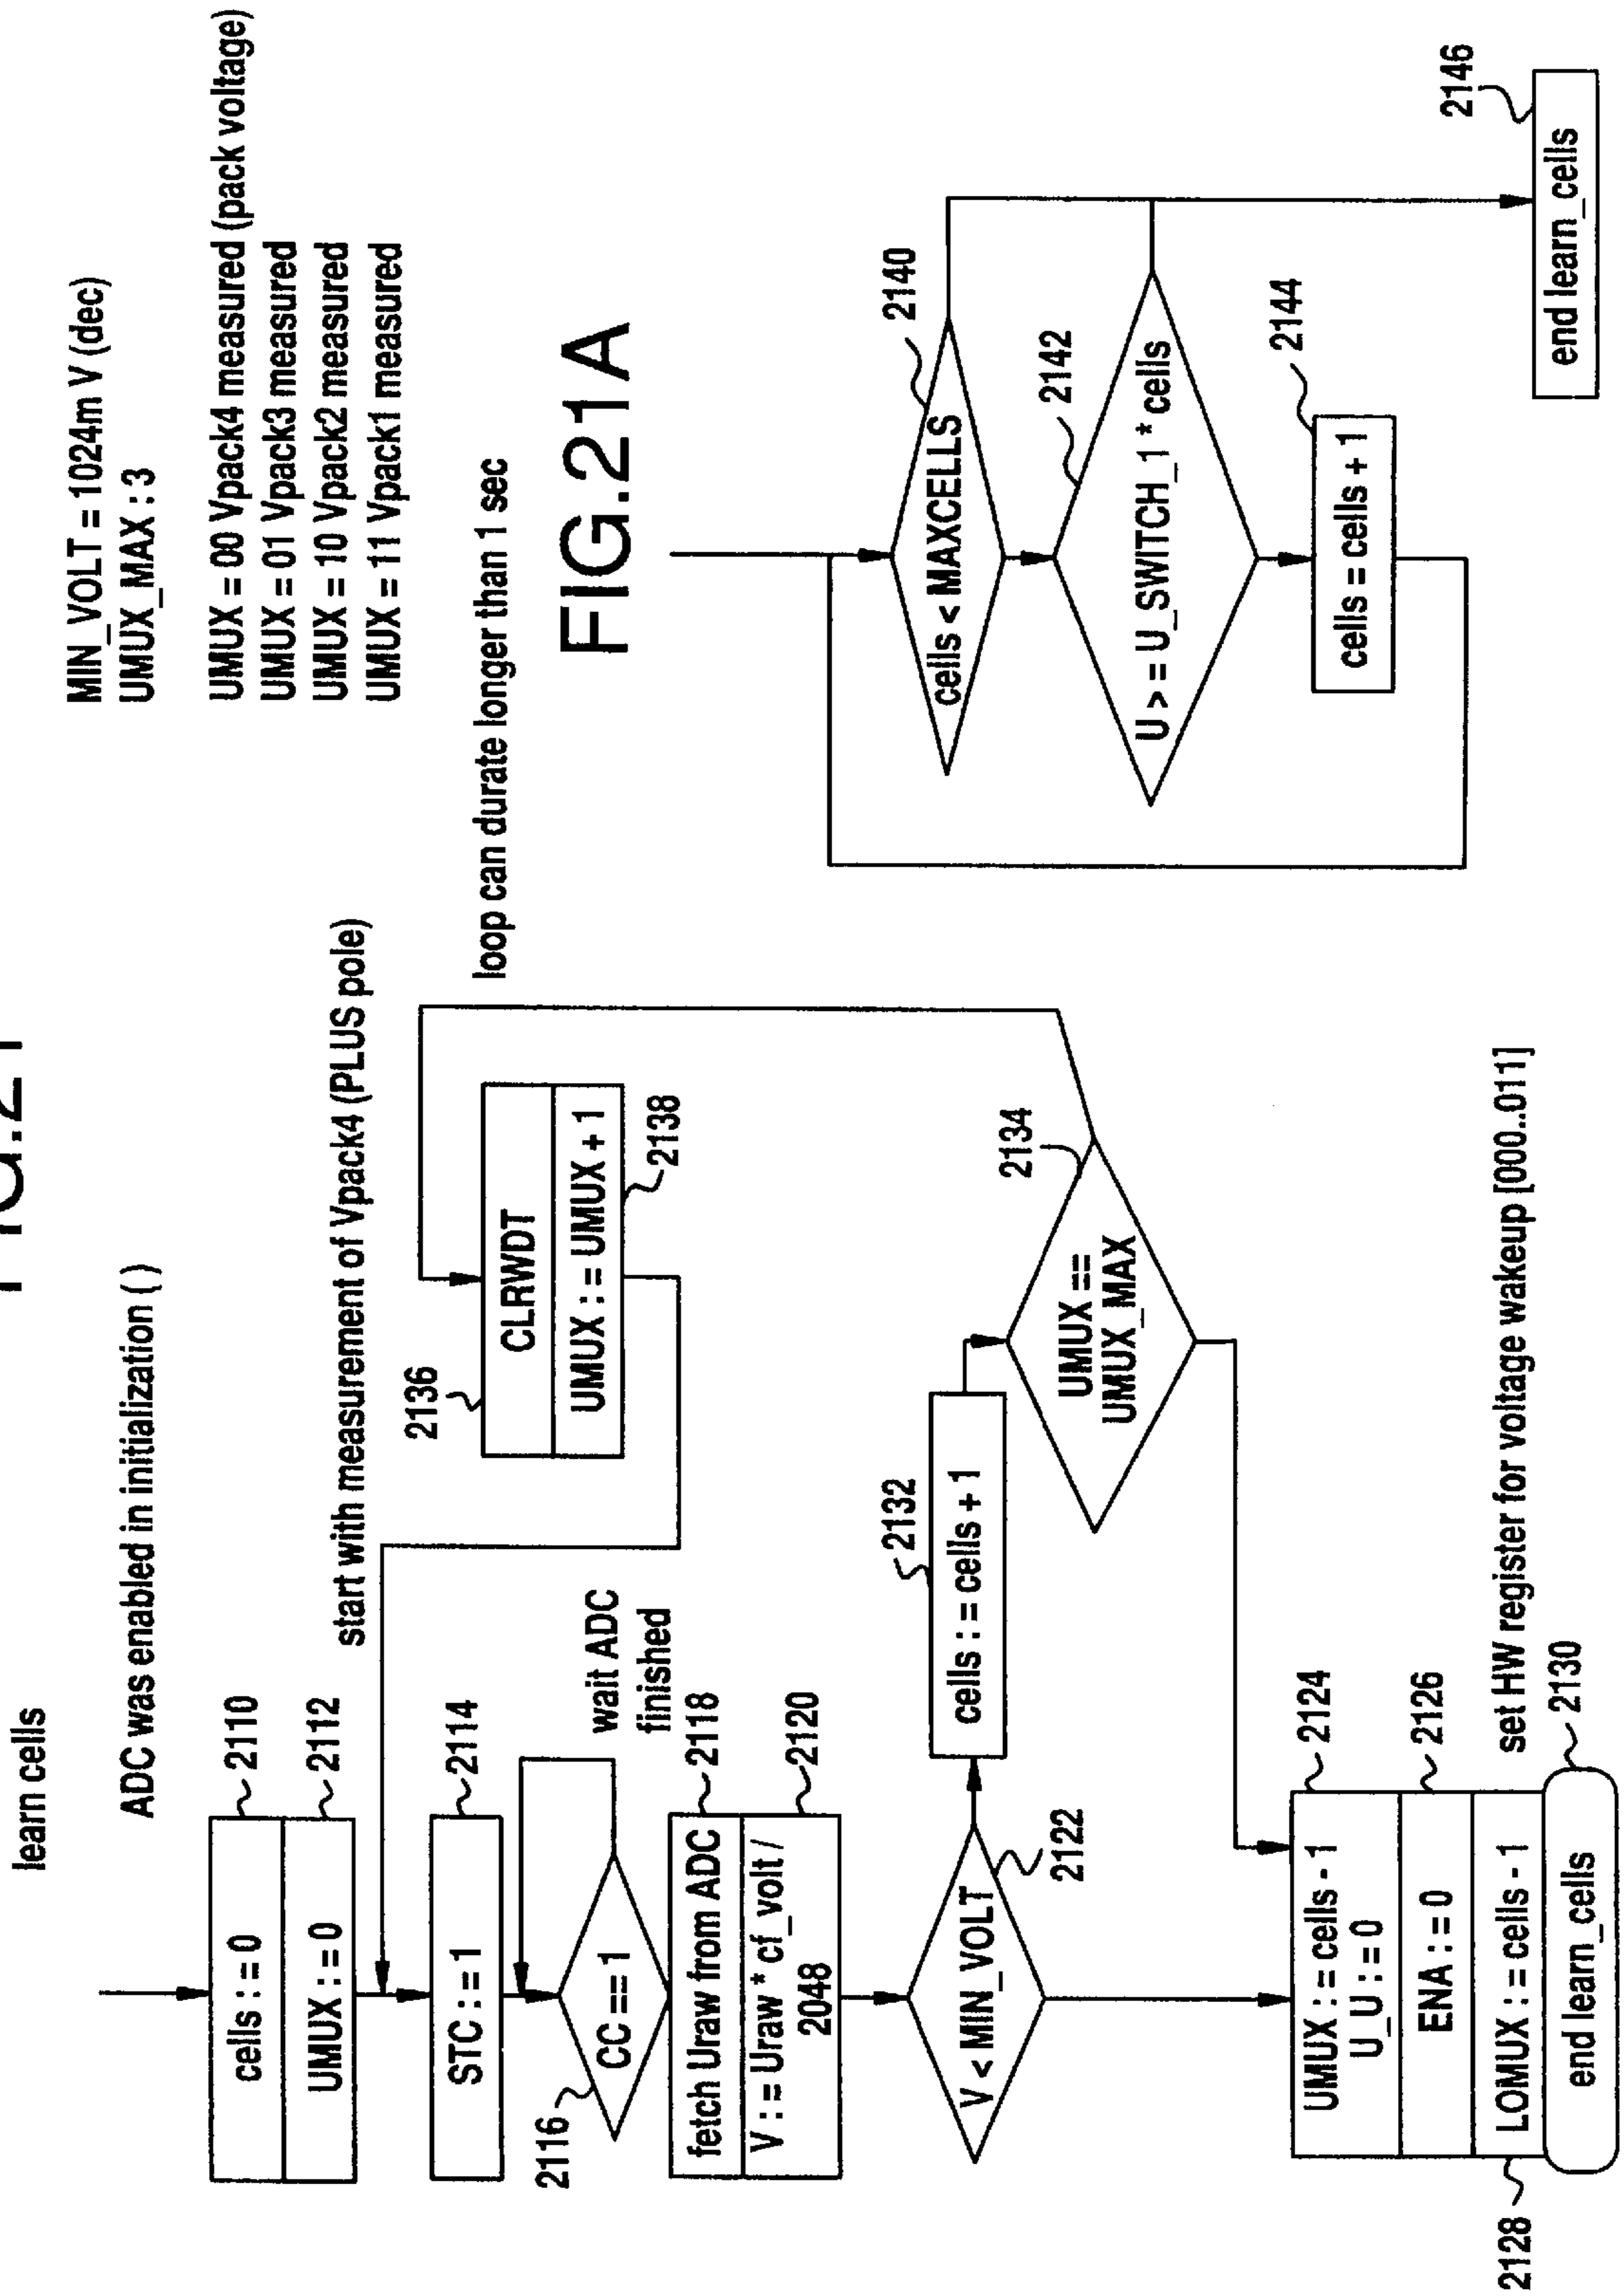 learn cells
ADC was enabled in initialization ( )
cells : = 0
2110
UMUX : = 0
2112
start with measurement of Vpack4 (PLUS pole)
STC : = 1
2114
CC == 1
2116
wait ADC
finished
fetch Uraw from ADC
2118
V : = Uraw * cf_volt /
2048
2120
V < MIN_VOLT
2122
cells : = cells + 1
2132
UMUX ==
UMUX_MAX
2134
2136
CLRWDT
UMUX : = UMUX + 1
2138
UMUX : = cells - 1
U_U : = 0
2124
ENA : = 0
2126
LOMUX : = cells - 1
2128
set HW register for voltage wakeup [000..011]
end learn_cells
2130
MIN_VOLT = 1024m V (dec)
UMUX_MAX : 3
UMUX = 00 Vpack4 measured (pack voltage)
UMUX = 01 Vpack3 measured
UMUX = 10 Vpack2 measured
UMUX = 11 Vpack1 measured
loop can durate longer than 1 sec
FIG.21A
cells < MAXCELLS
2140
U > = U_SWITCH_1 * cells
2142
cells = cells + 1
2144
end learn_cells
2146